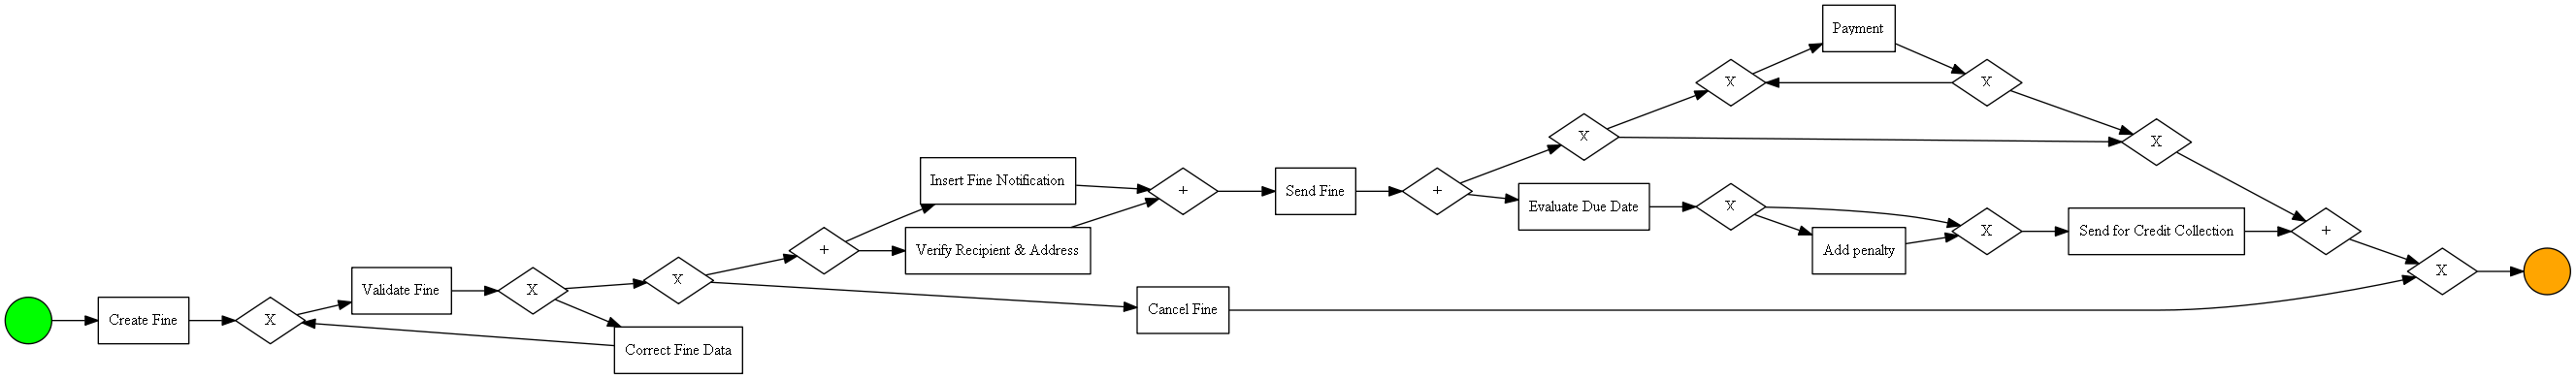 Payment
X
X
X
X
Insert Fine Notification
+
Send Fine
+
Evaluate Due Date
X
X
Send for Credit Collection
+
Add penalty
+
Verify Recipient & Address
X
X
Validate Fine
X
Cancel Fine
Create Fine
X
Correct Fine Data